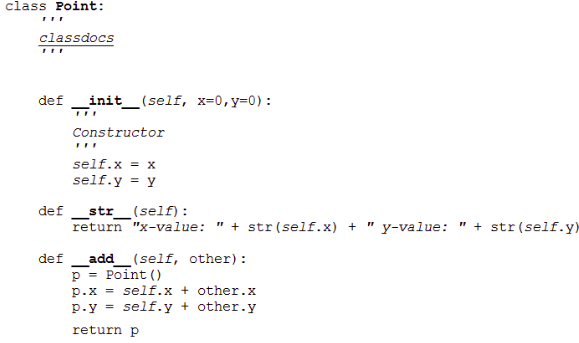 class Point:
'''
classdocs
'''
def __init__(self, x=0,y=0):
'''
Constructor
'''
self.x = x
self.y = y
def __str__(self):
return "x-value: " + str(self.x) + " y-value: " + str(self.y)
def __add__(self, other):
p = Point()
p.x = self.x + other.x
p.y = self.y + other.y
return p